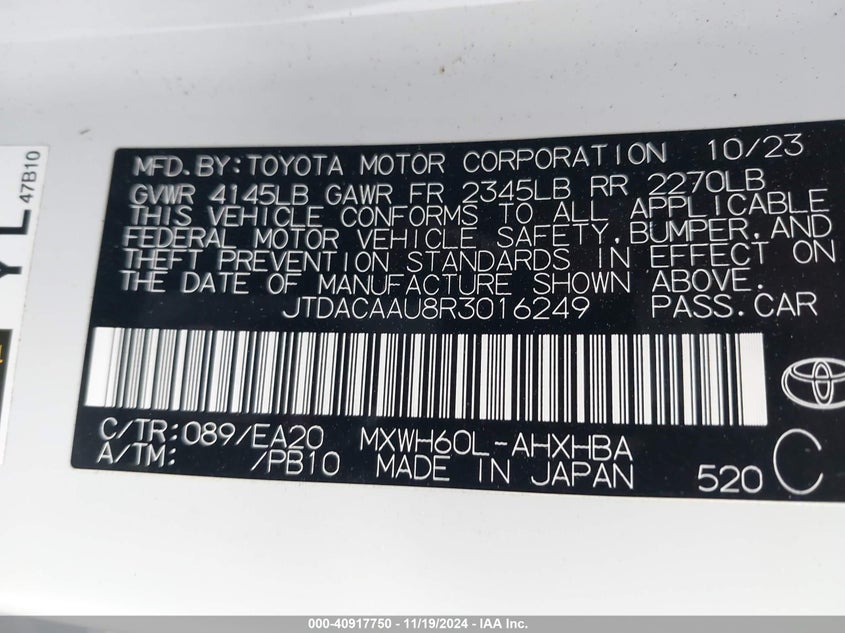 MFD.BY:TOYOTA MOTOR CORPORATION 10/23
GVWR 4145LB GAWR FR 2345LB RR 2270LB
THIS VEHICLE CONFORMS TO ALL APPLICABLE
FEDERAL MOTOR VEHICLE SAFETY,BUMPER,AND
THEFT PREVENTION STANDARDS IN EFFECT ON
THE DATE OF MANUFACTURE SHOWN ABOVE.
JTDACAAU8R3016249 PASS.CAR
C/TR:089/EA20 MXWH60L-AHXHBA
A/TM: /PB10 MADE IN JAPAN 520 C
47B10
YL
000-40917750 - 11/19/2024 - IAA Inc.